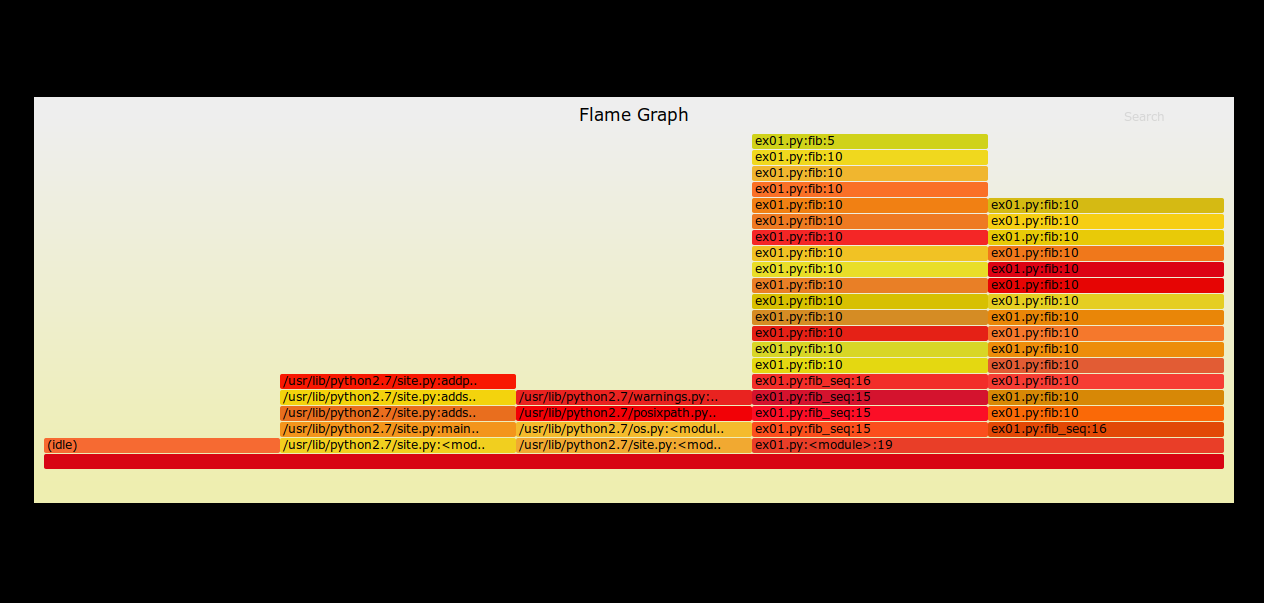 Flame Graph
Search
ex01.py:fib:5
ex01.py:fib:10
ex01.py:fib:10
ex01.py:fib:10
ex01.py:fib:10 ex01.py:fib:10
ex01.py:fib:10 ex01.py:fib:10
ex01.py:fib:10 ex01.py:fib:10
ex01.py:fib:10 ex01.py:fib:10
ex01.py:fib:10 ex01.py:fib:10
ex01.py:fib:10 ex01.py:fib:10
ex01.py:fib:10 ex01.py:fib:10
ex01.py:fib:10 ex01.py:fib:10
ex01.py:fib:10 ex01.py:fib:10
ex01.py:fib:10 ex01.py:fib:10
ex01.py:fib:10 ex01.py:fib:10
/usr/lib/python2.7/site.py:addp.. ex01.py:fib_seq:16 ex01.py:fib:10
/usr/lib/python2.7/site.py:adds.. /usr/lib/python2.7/warnings.py:.. ex01.py:fib_seq:15 ex01.py:fib:10
/usr/lib/python2.7/site.py:adds.. /usr/lib/python2.7/posixpath.py.. ex01.py:fib_seq:15 ex01.py:fib:10
/usr/lib/python2.7/site.py:main.. /usr/lib/python2.7/os.py:<modul.. ex01.py:fib_seq:15 ex01.py:fib_seq:16
(idle) /usr/lib/python2.7/site.py:<mod.. /usr/lib/python2.7/site.py:<mod.. ex01.py:<module>:19